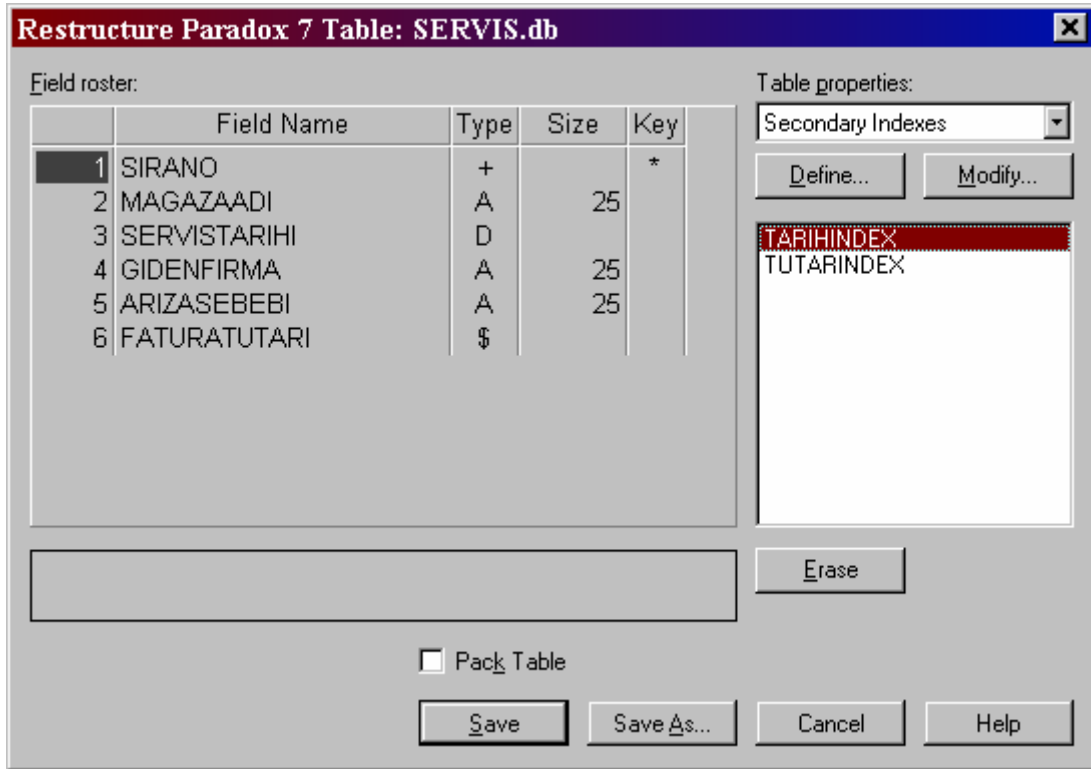 Restructure Paradox 7 Table: SERVIS.db
Field roster:
Field Name Type Size Key
1 SIRANO + *
2 MAGAZAADI A 25
3 SERVISTARIHI D
4 GIDENFIRMA A 25
5 ARIZASEBEBI A 25
6 FATURATUTARI $
Table properties:
Secondary Indexes
Define... Modify...
TARIHINDEX
TUTARINDEX
Erase
Pack Table
Save Save As... Cancel Help